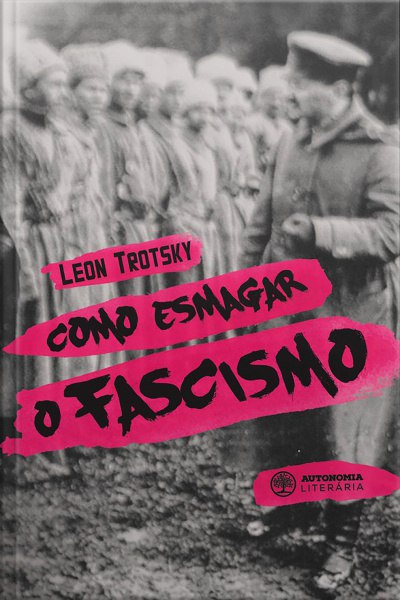 LEON TROTSKY
COMO ESMAGAR
O FASCISMO
AUTONOMIA
LITERÁRIA